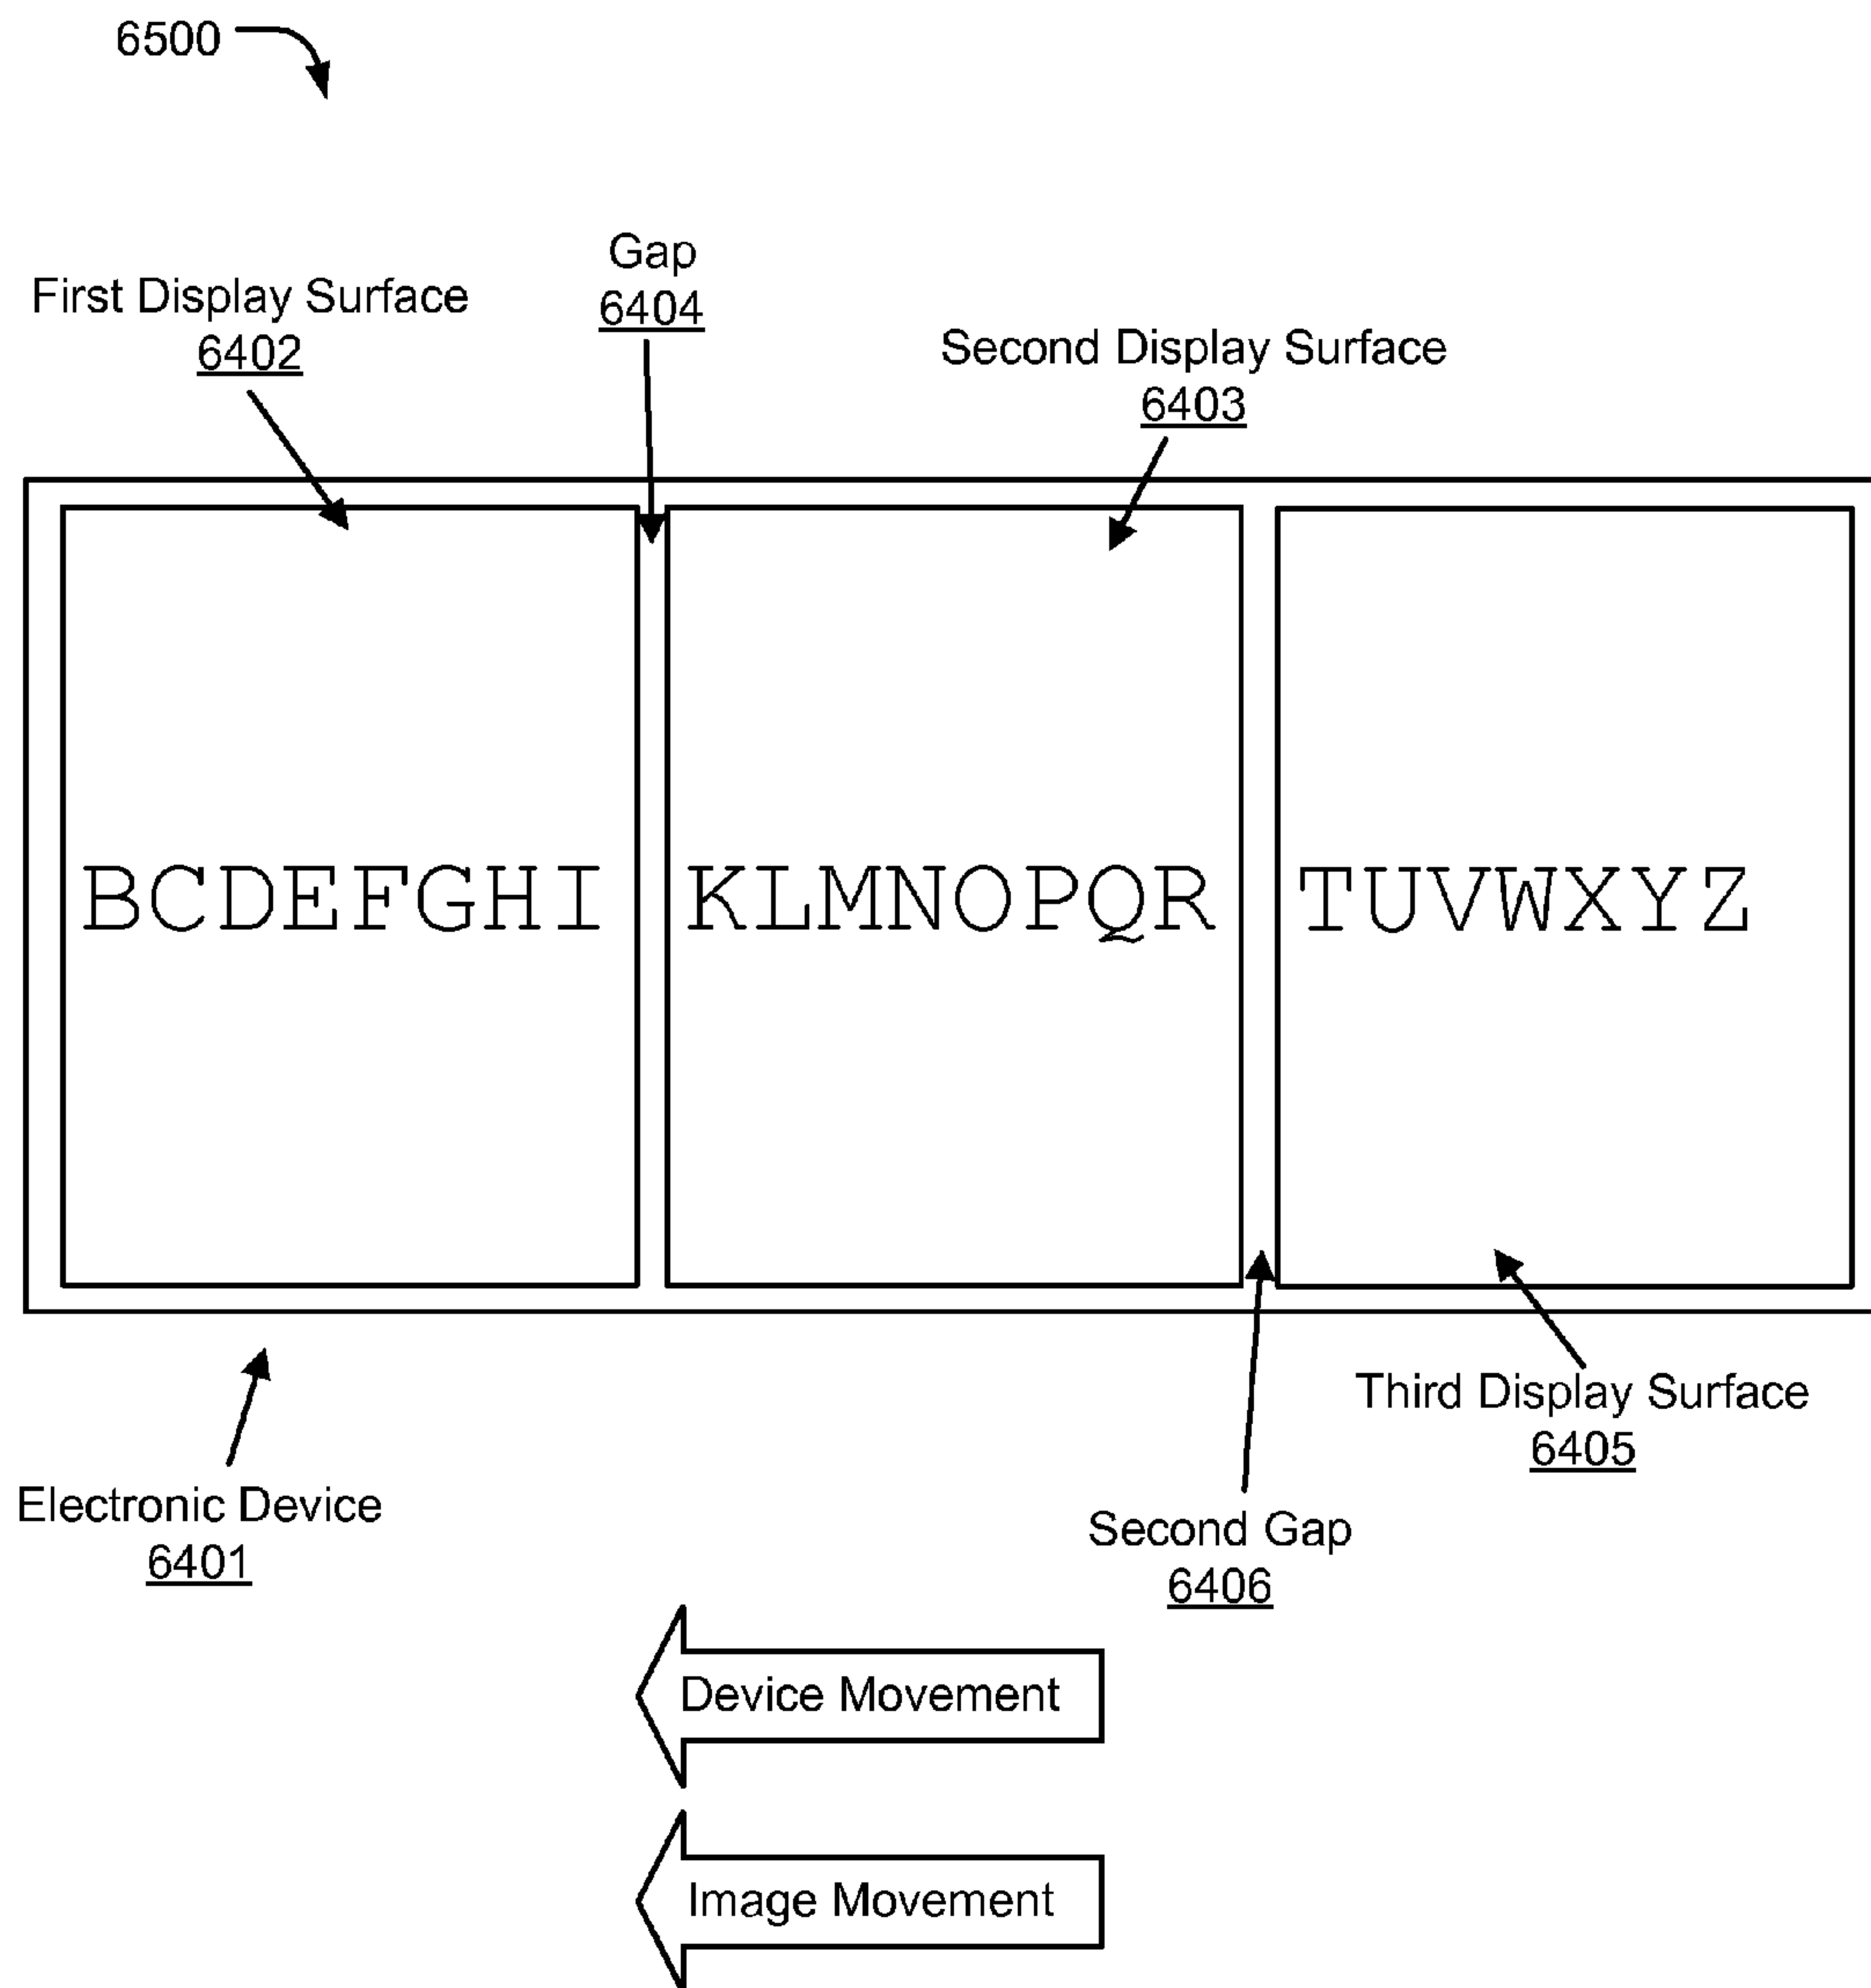 6500
Gap
6404
First Display Surface
6402
Second Display Surface
6403
BCDEFGHI KLMNOPQR TUVWXYZ
Third Display Surface
6405
Electronic Device
6401
Second Gap
6406
Device Movement
Image Movement